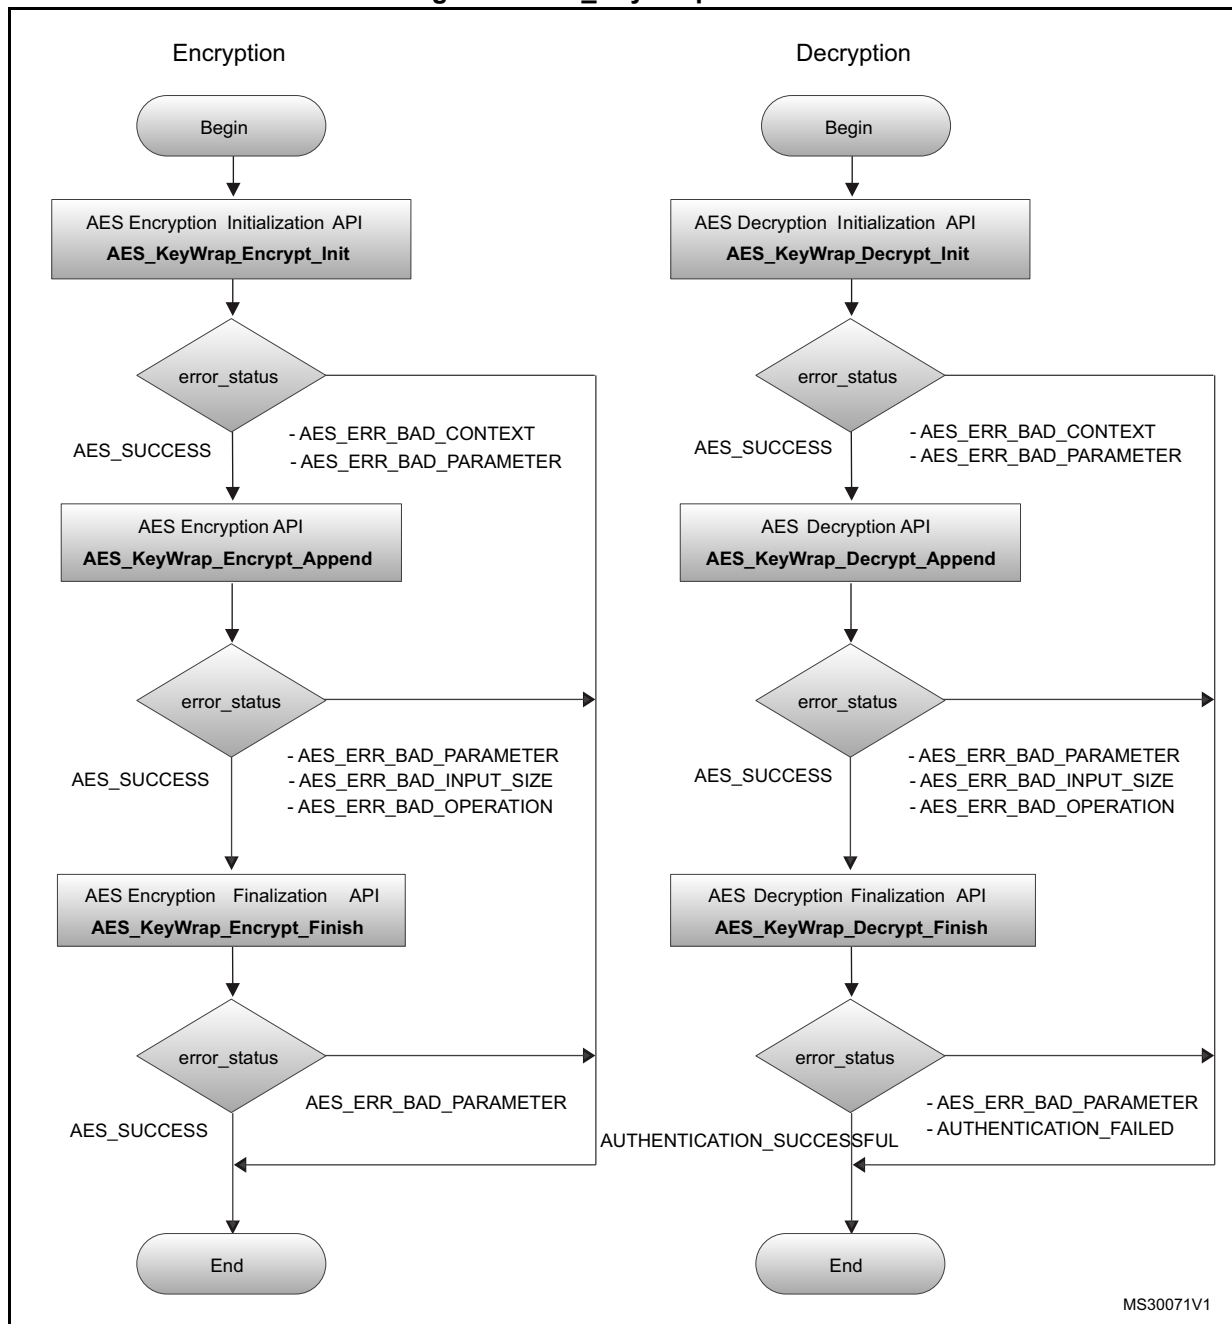 Encryption
Begin
AES Encryption Initialization API
AES_KeyWrap_Encrypt_Init
error_status
AES_SUCCESS
- AES_ERR_BAD_CONTEXT
- AES_ERR_BAD_PARAMETER
AES Encryption API
AES_KeyWrap_Encrypt_Append
error_status
AES_SUCCESS
- AES_ERR_BAD_PARAMETER
- AES_ERR_BAD_INPUT_SIZE
- AES_ERR_BAD_OPERATION
AES Encryption Finalization API
AES_KeyWrap_Encrypt_Finish
error_status
AES_ERR_BAD_PARAMETER
AES_SUCCESS
End
Decryption
Begin
AES Decryption Initialization API
AES_KeyWrap_Decrypt_Init
error_status
AES_SUCCESS
- AES_ERR_BAD_CONTEXT
- AES_ERR_BAD_PARAMETER
AES Decryption API
AES_KeyWrap_Decrypt_Append
error_status
AES_SUCCESS
- AES_ERR_BAD_PARAMETER
- AES_ERR_BAD_INPUT_SIZE
- AES_ERR_BAD_OPERATION
AES Decryption Finalization API
AES_KeyWrap_Decrypt_Finish
error_status
- AES_ERR_BAD_PARAMETER
- AUTHENTICATION_FAILED
AUTHENTICATION_SUCCESSFUL
End
MS30071V1